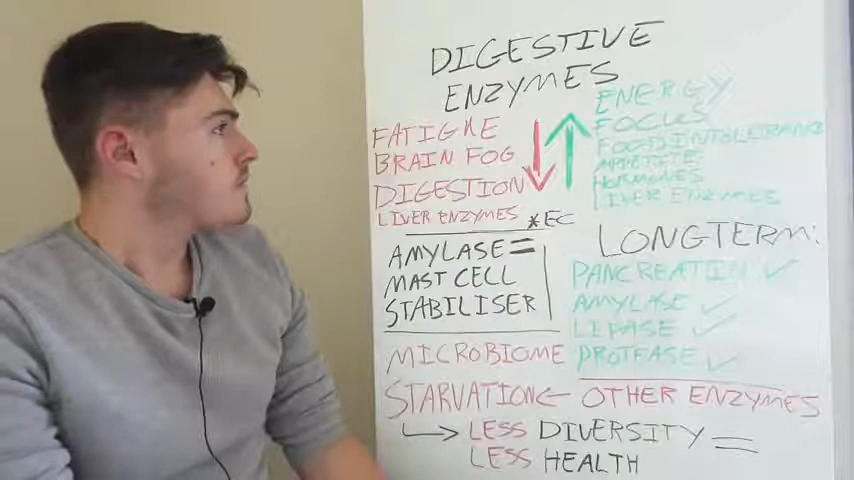 DIGESTIVE
ENZYMES
FATIGUE
BRAIN FOG
DIGESTION
LIVER ENZYMES
ENERGY
FOCUS
FOOD INTOLERANCE
APPETITE
HORMONES
LIVER ENZYMES
*EC
AMYLASE =
MAST CELL
STABILISER
LONGTERM:
PANCREATIN ✓
AMYLASE ✓
LIPASE ✓
PROTEASE ✓
MICROBIOME
STARVATION ← OTHER ENZYMES
→ LESS DIVERSITY =
LESS HEALTH